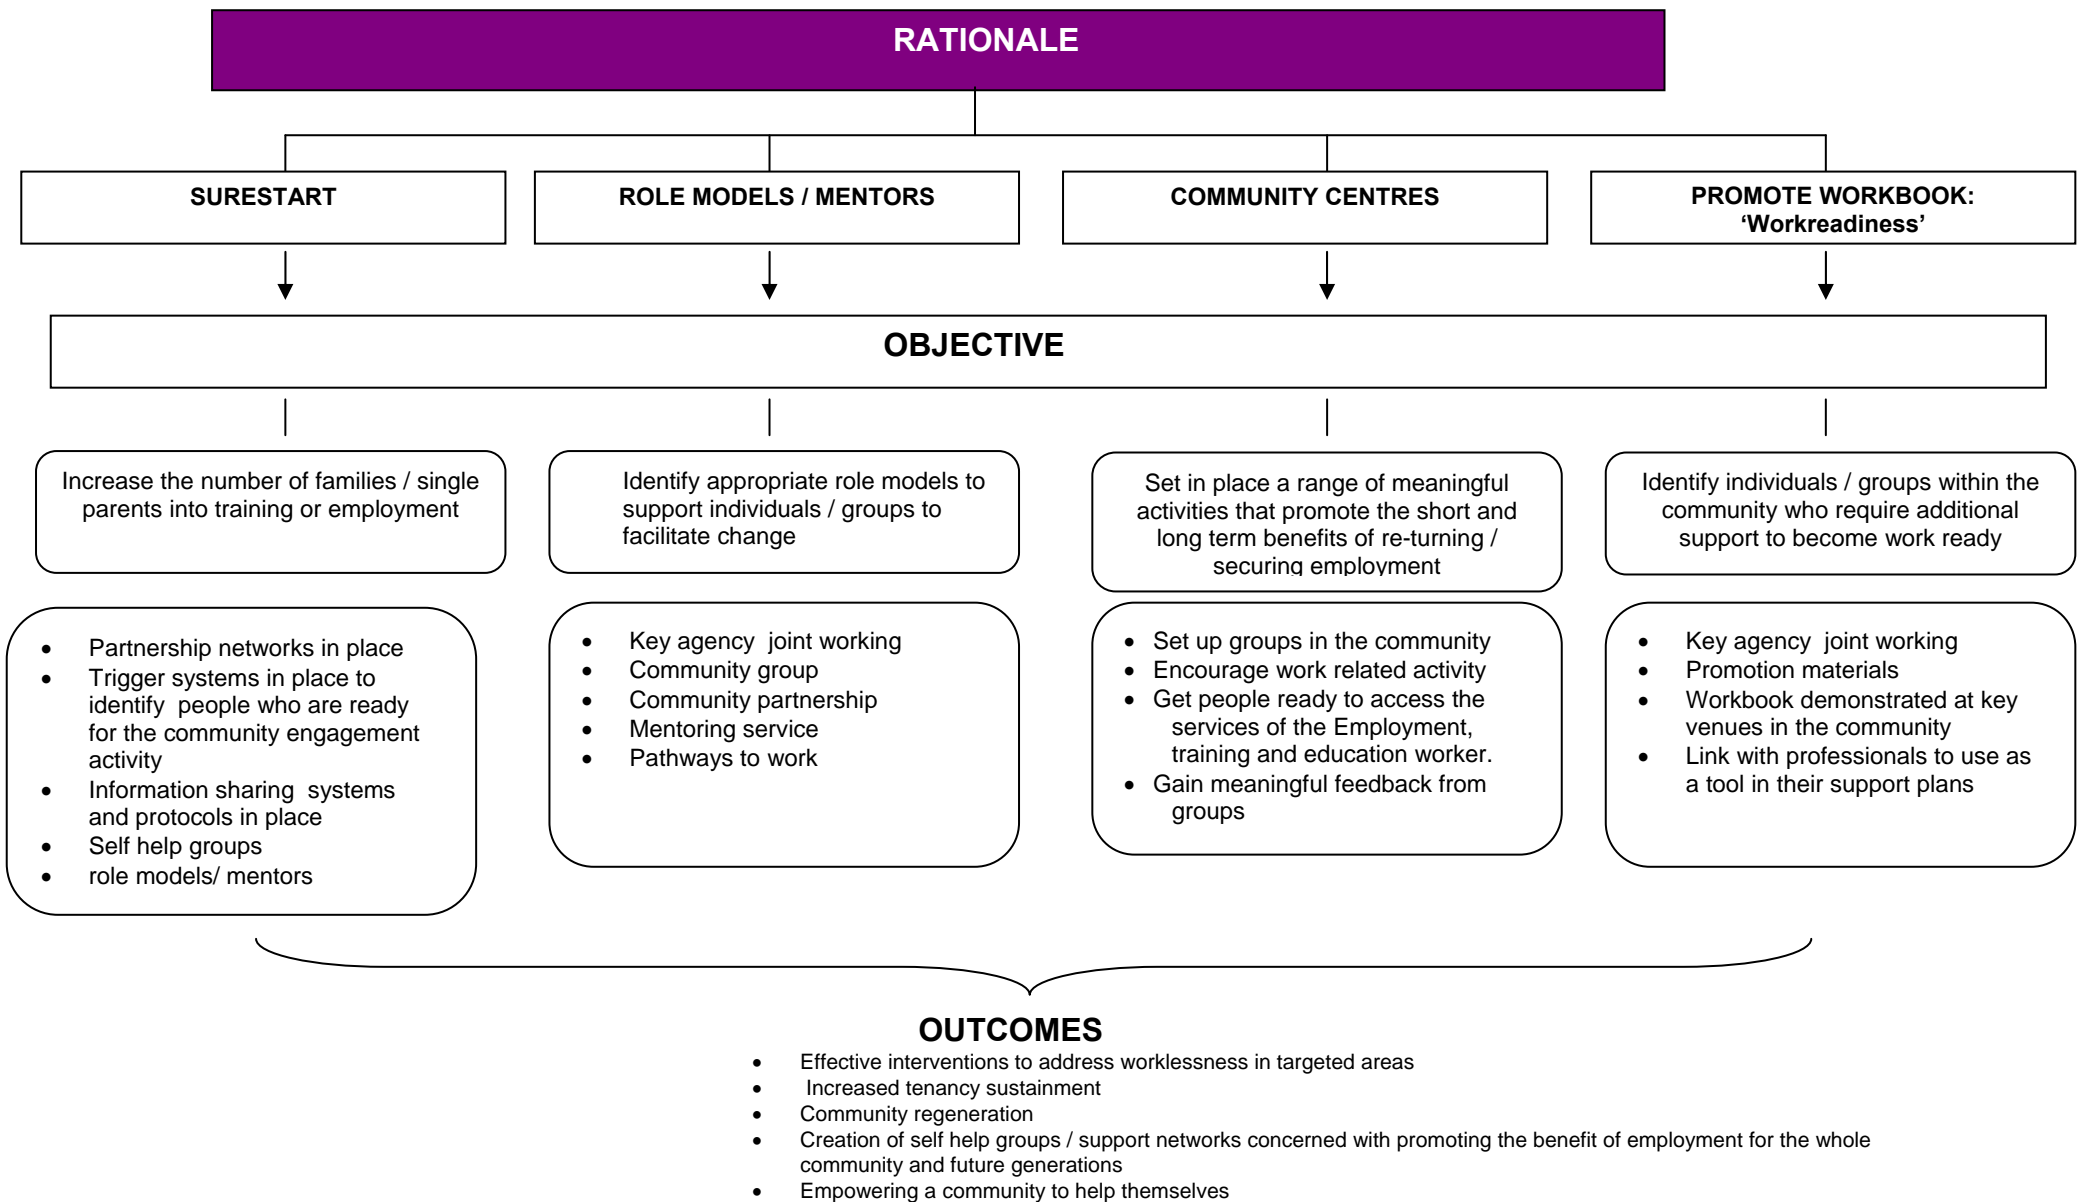 RATIONALE
SURESTART
ROLE MODELS / MENTORS
COMMUNITY CENTRES
PROMOTE WORKBOOK:
‘Workreadiness’
OBJECTIVE
Increase the number of families / single
parents into training or employment
Identify appropriate role models to
support individuals / groups to
facilitate change
Set in place a range of meaningful
activities that promote the short and
long term benefits of re-turning /
securing employment
Identify individuals / groups within the
community who require additional
support to become work ready
• Partnership networks in place
• Trigger systems in place to
identify people who are ready
for the community engagement
activity
• Information sharing systems
and protocols in place
• Self help groups
• role models/ mentors
• Key agency joint working
• Community group
• Community partnership
• Mentoring service
• Pathways to work
• Set up groups in the community
• Encourage work related activity
• Get people ready to access the
services of the Employment,
training and education worker.
• Gain meaningful feedback from
groups
• Key agency joint working
• Promotion materials
• Workbook demonstrated at key
venues in the community
• Link with professionals to use as
a tool in their support plans
OUTCOMES
• Effective interventions to address worklessness in targeted areas
• Increased tenancy sustainment
• Community regeneration
• Creation of self help groups / support networks concerned with promoting the benefit of employment for the whole
community and future generations
• Empowering a community to help themselves